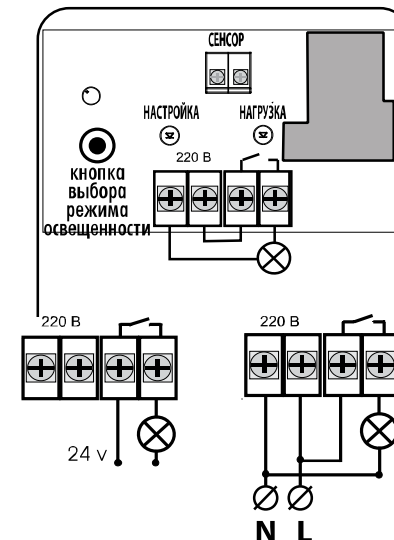 СЕНСОР
НАСТРОЙКА
НАГРУЗКА
220 В
кнопка
выбора
режима
освещенности
220 В
220 В
24 v
N L